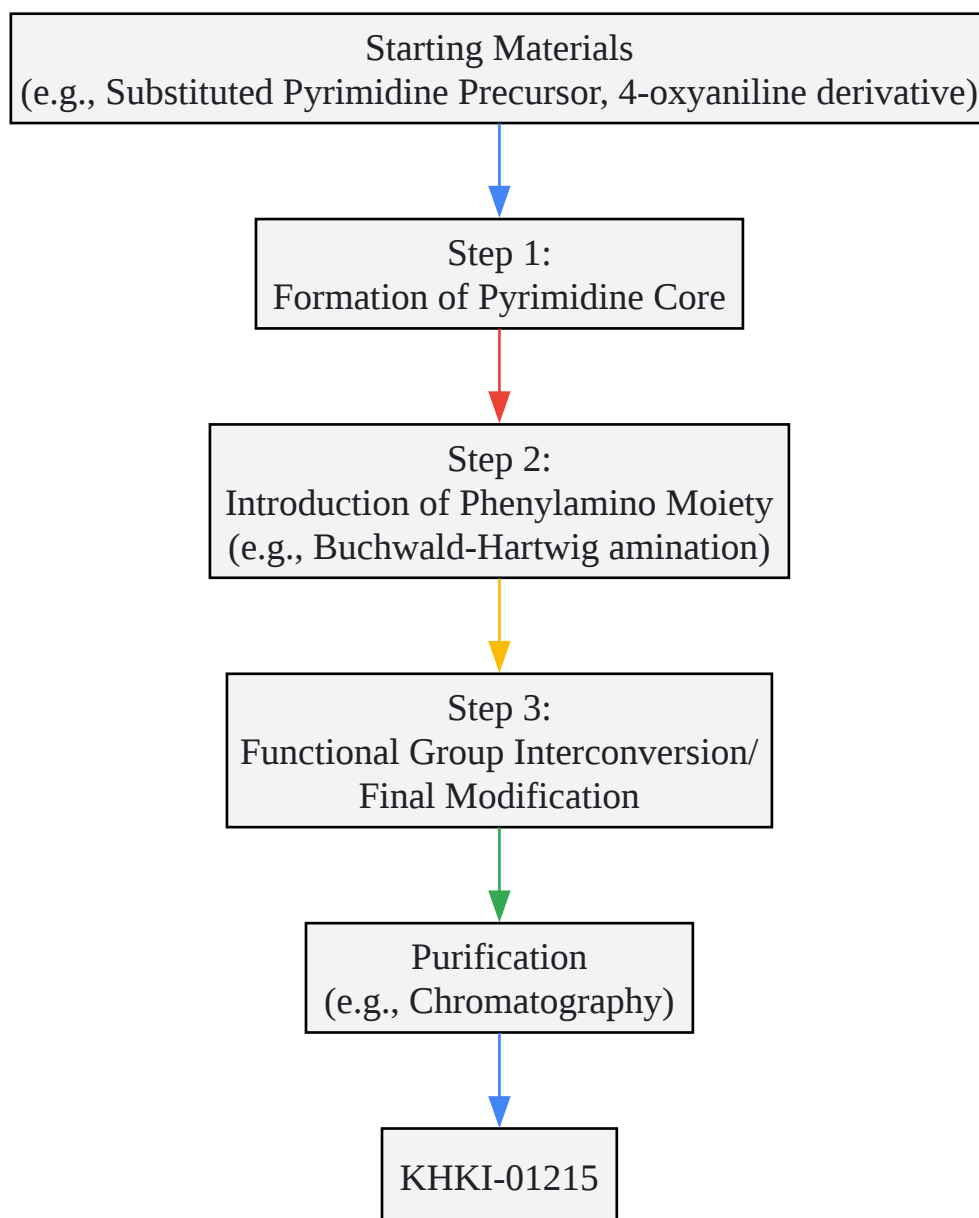 Starting Materials
(e.g., Substituted Pyrimidine Precursor, 4-oxyaniline derivative)
Step 1:
Formation of Pyrimidine Core
Step 2:
Introduction of Phenylamino Moiety
(e.g., Buchwald-Hartwig amination)
Step 3:
Functional Group Interconversion/
Final Modification
Purification
(e.g., Chromatography)
KHKI-01215